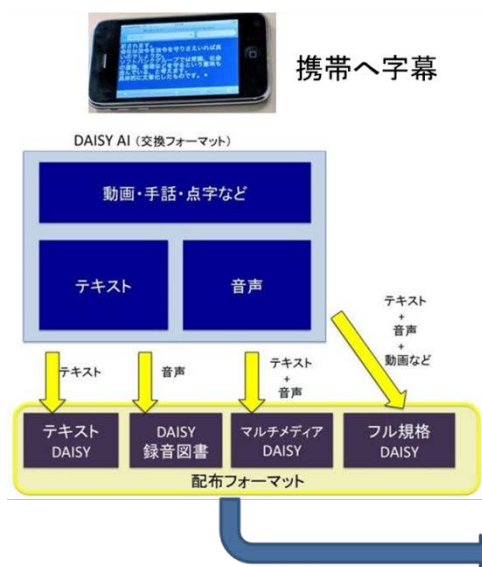 携帯へ字幕
DAISY AI(交換フォーマット)
動画・手話・点字など
テキスト
音声
テキスト
+
音声
+
動画など
テキスト
音声
テキスト
+
音声
テキスト
DAISY
DAISY
録音図書
マルチメディア
DAISY
フル規格
DAISY
配布フォーマット